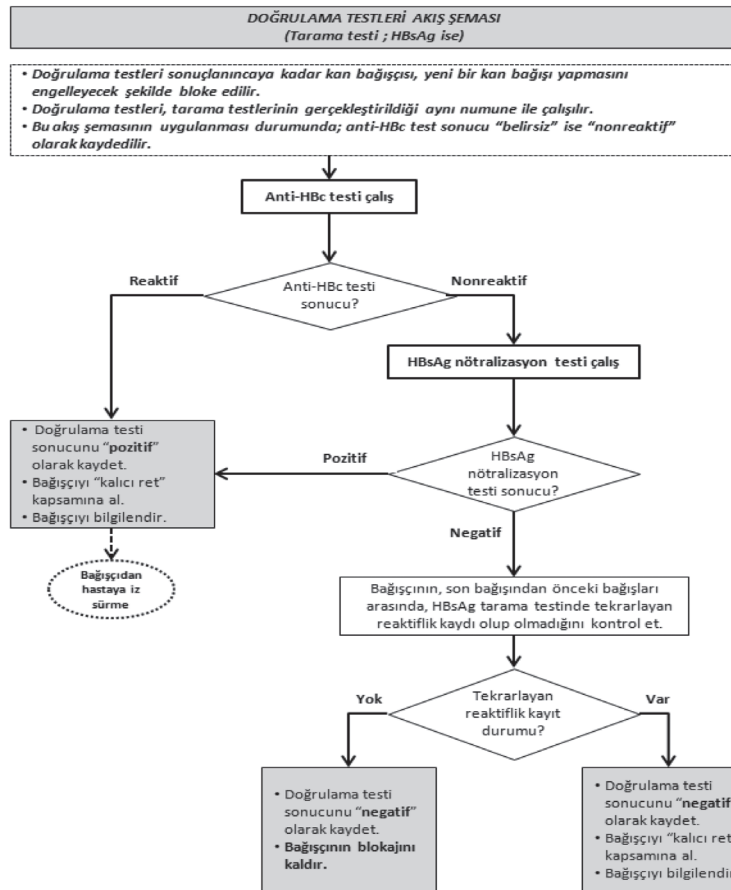 DOĞRULAMA TESTLERİ AKIŞ ŞEMASI
(Tarama testi ; HBsAg ise)
• Doğrulama testleri sonuçlanıncaya kadar kan bağışçısı, yeni bir kan bağışı yapmasını
engelleyecek şekilde bloke edilir.
• Doğrulama testleri, tarama testlerinin gerçekleştirildiği aynı numune ile çalışılır.
• Bu akış şemasının uygulanması durumunda; anti-HBc test sonucu “belirsiz” ise “nonreaktif”
olarak kaydedilir.
Anti-HBc testi çalış
Reaktif
Anti-HBc testi
sonucu?
Nonreaktif
HBsAg nötralizasyon testi çalış
• Doğrulama testi
sonucunu “pozitif”
olarak kaydet.
• Bağışçıyı “kalıcı ret”
kapsamına al.
• Bağışçıyı bilgilendir.
Pozitif
HBsAg
nötralizasyon
testi sonucu?
Negatif
Bağışçıdan
hastaya iz
sürme
Bağışçının, son bağışından önceki bağışları
arasında, HBsAg tarama testinde tekrarlayan
reaktiflik kaydı olup olmadığını kontrol et.
Yok
Tekrarlayan
reaktiflik kayıt
durumu?
Var
• Doğrulama testi
sonucunu “negatif”
olarak kaydet.
• Bağışçının blokajını
kaldır.
• Doğrulama testi
sonucunu “negatif
olarak kaydet.
• Bağışçıyı “kalıcı ret
kapsamına al.
• Bağışçıyı bilgilendir